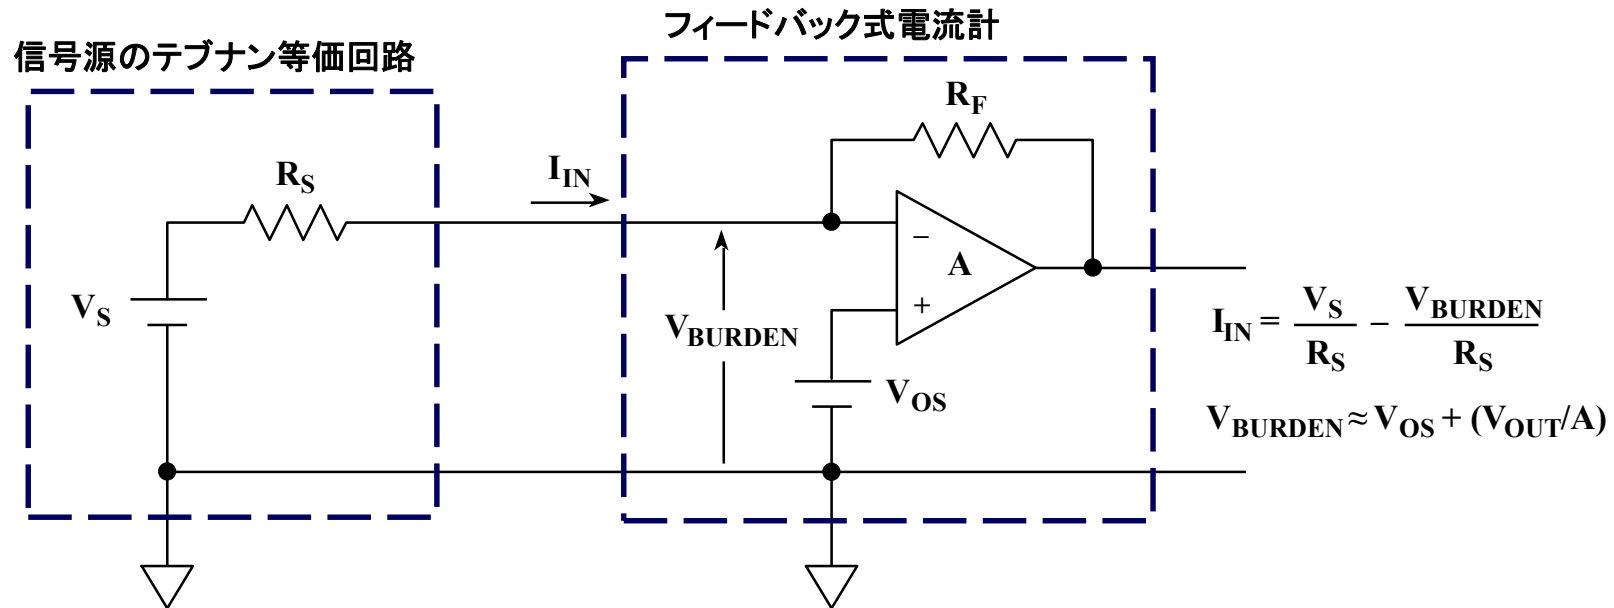 フィードバック式電流計
信号源のテブナン等価回路
R_F
I_IN
R_S
−
A
V_S
+
V_BURDEN
V_OS
I_IN = V_S/R_S − V_BURDEN/R_S
V_BURDEN ≈ V_OS + (V_OUT/A)